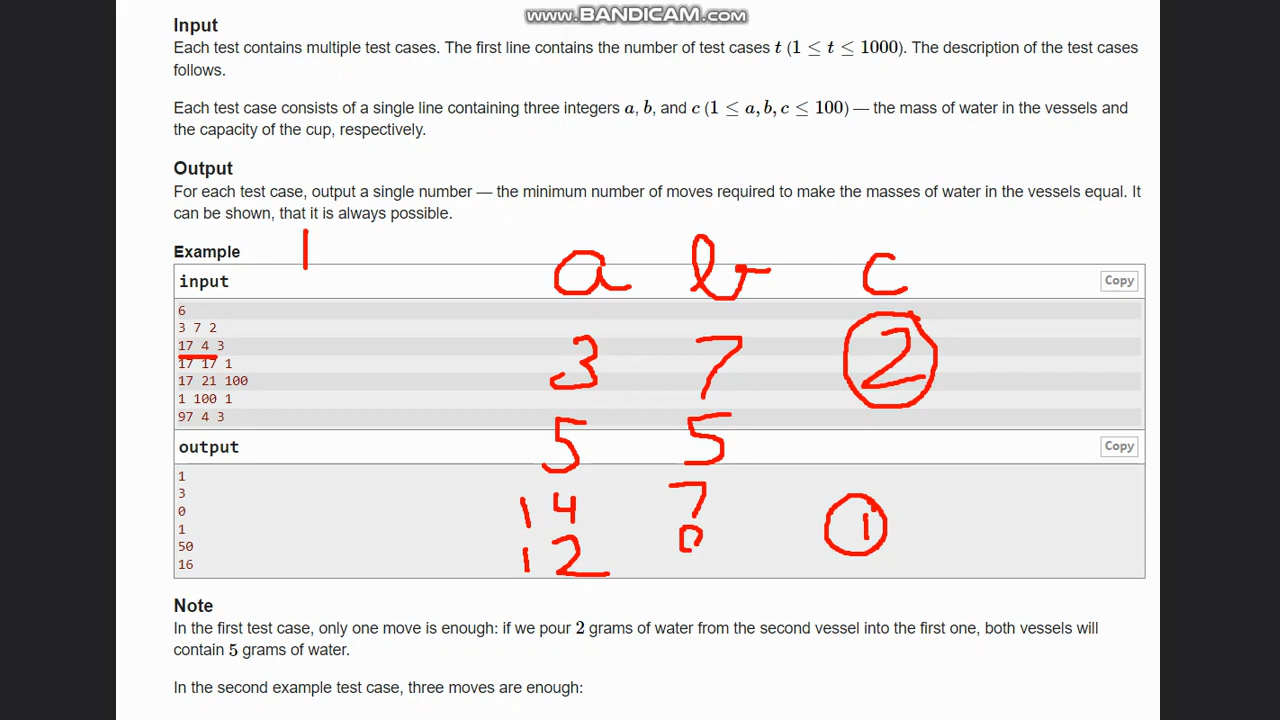 www.BANDICAM.com
Input
Each test contains multiple test cases. The first line contains the number of test cases t (1 ≤ t ≤ 1000). The description of the test cases
follows.
Each test case consists of a single line containing three integers a, b, and c (1 ≤ a, b, c ≤ 100) — the mass of water in the vessels and
the capacity of the cup, respectively.
Output
For each test case, output a single number — the minimum number of moves required to make the masses of water in the vessels equal. It
can be shown, that it is always possible.
Example
1
a b c
input Copy
6
3 7 2
17 4 3
17 17 1
17 21 100
1 100 1
97 4 3
3 7 2
5 5
output Copy
1
3
0
1
50
16
14 7 1
12
Note
In the first test case, only one move is enough: if we pour 2 grams of water from the second vessel into the first one, both vessels will
contain 5 grams of water.
In the second example test case, three moves are enough: